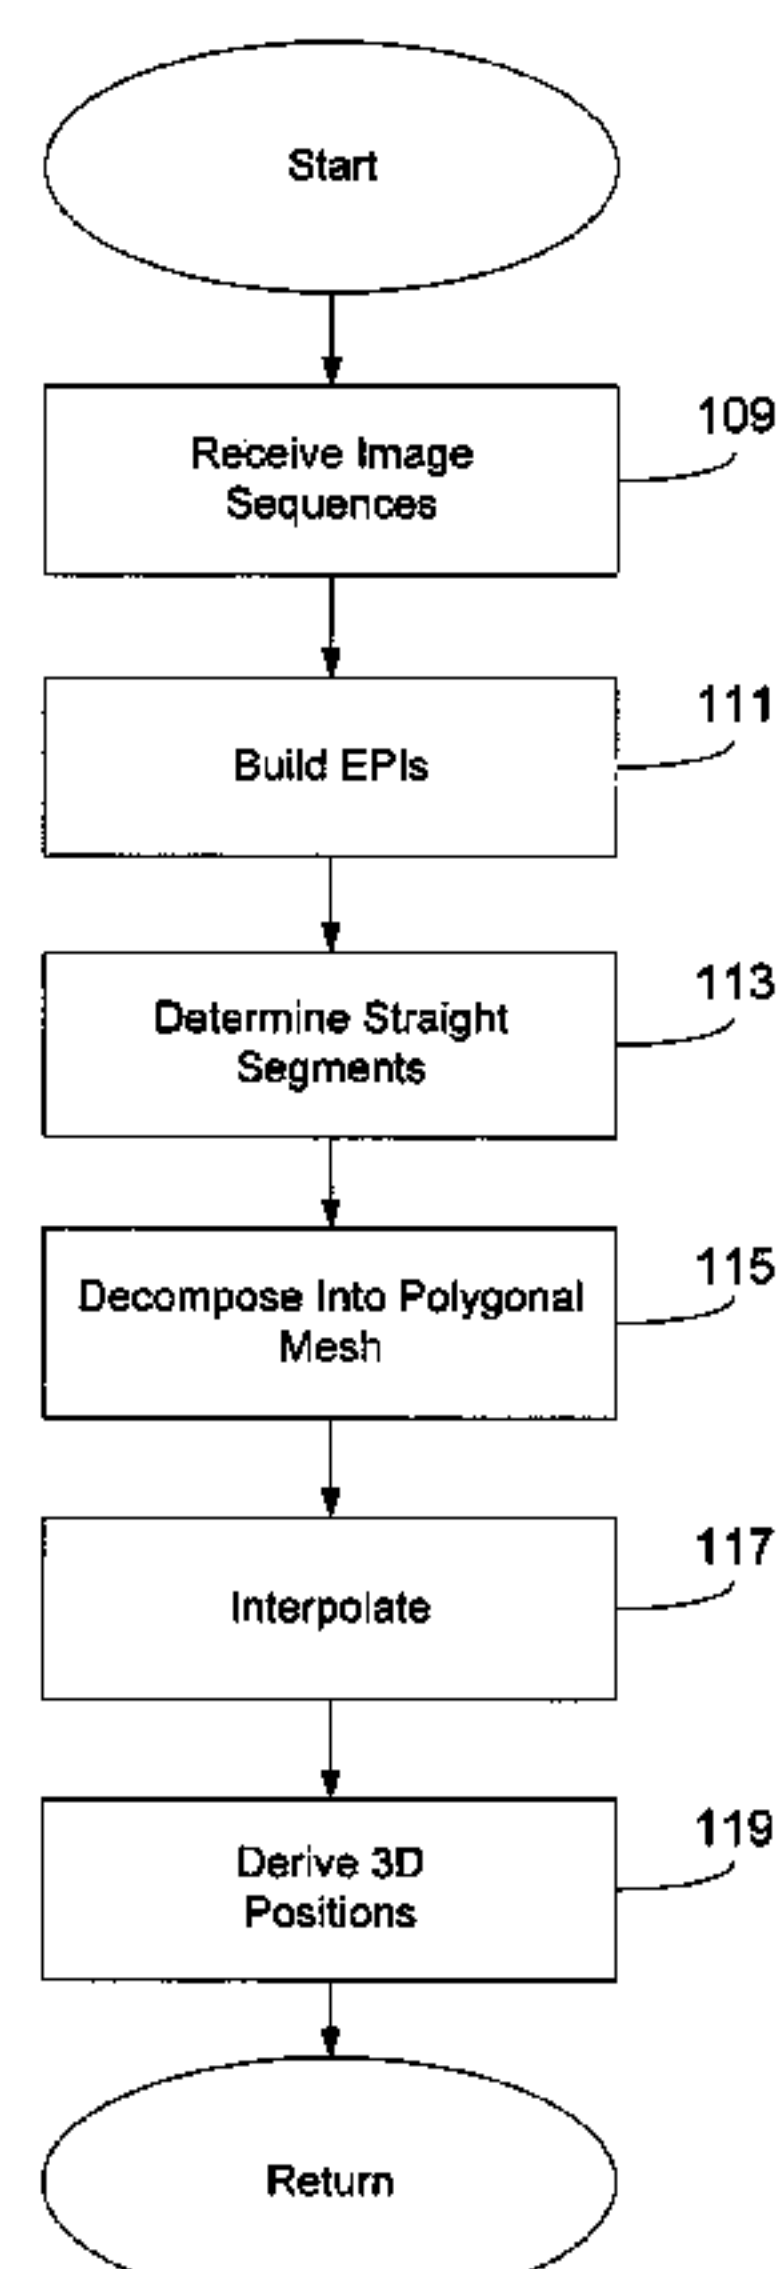 Start
109
Receive Image
Sequences
111
Build EPIs
113
Determine Straight
Segments
115
Decompose Into Polygonal
Mesh
117
Interpolate
119
Derive 3D
Positions
Return